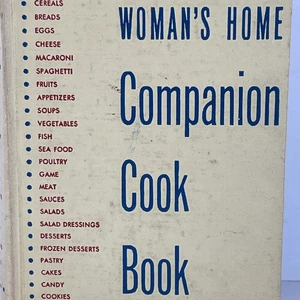 CEREALS
BREADS
EGGS
CHEESE
MACARONI
SPAGHETTI
FRUITS
APPETIZERS
SOUPS
VEGETABLES
FISH
SEA FOOD
POULTRY
GAME
MEAT
SAUCES
SALADS
SALAD DRESSINGS
DESSERTS
FROZEN DESSERTS
PASTRY
CAKES
CANDY
COOKIES
WOMAN'S HOME
Companion
Cook
Book